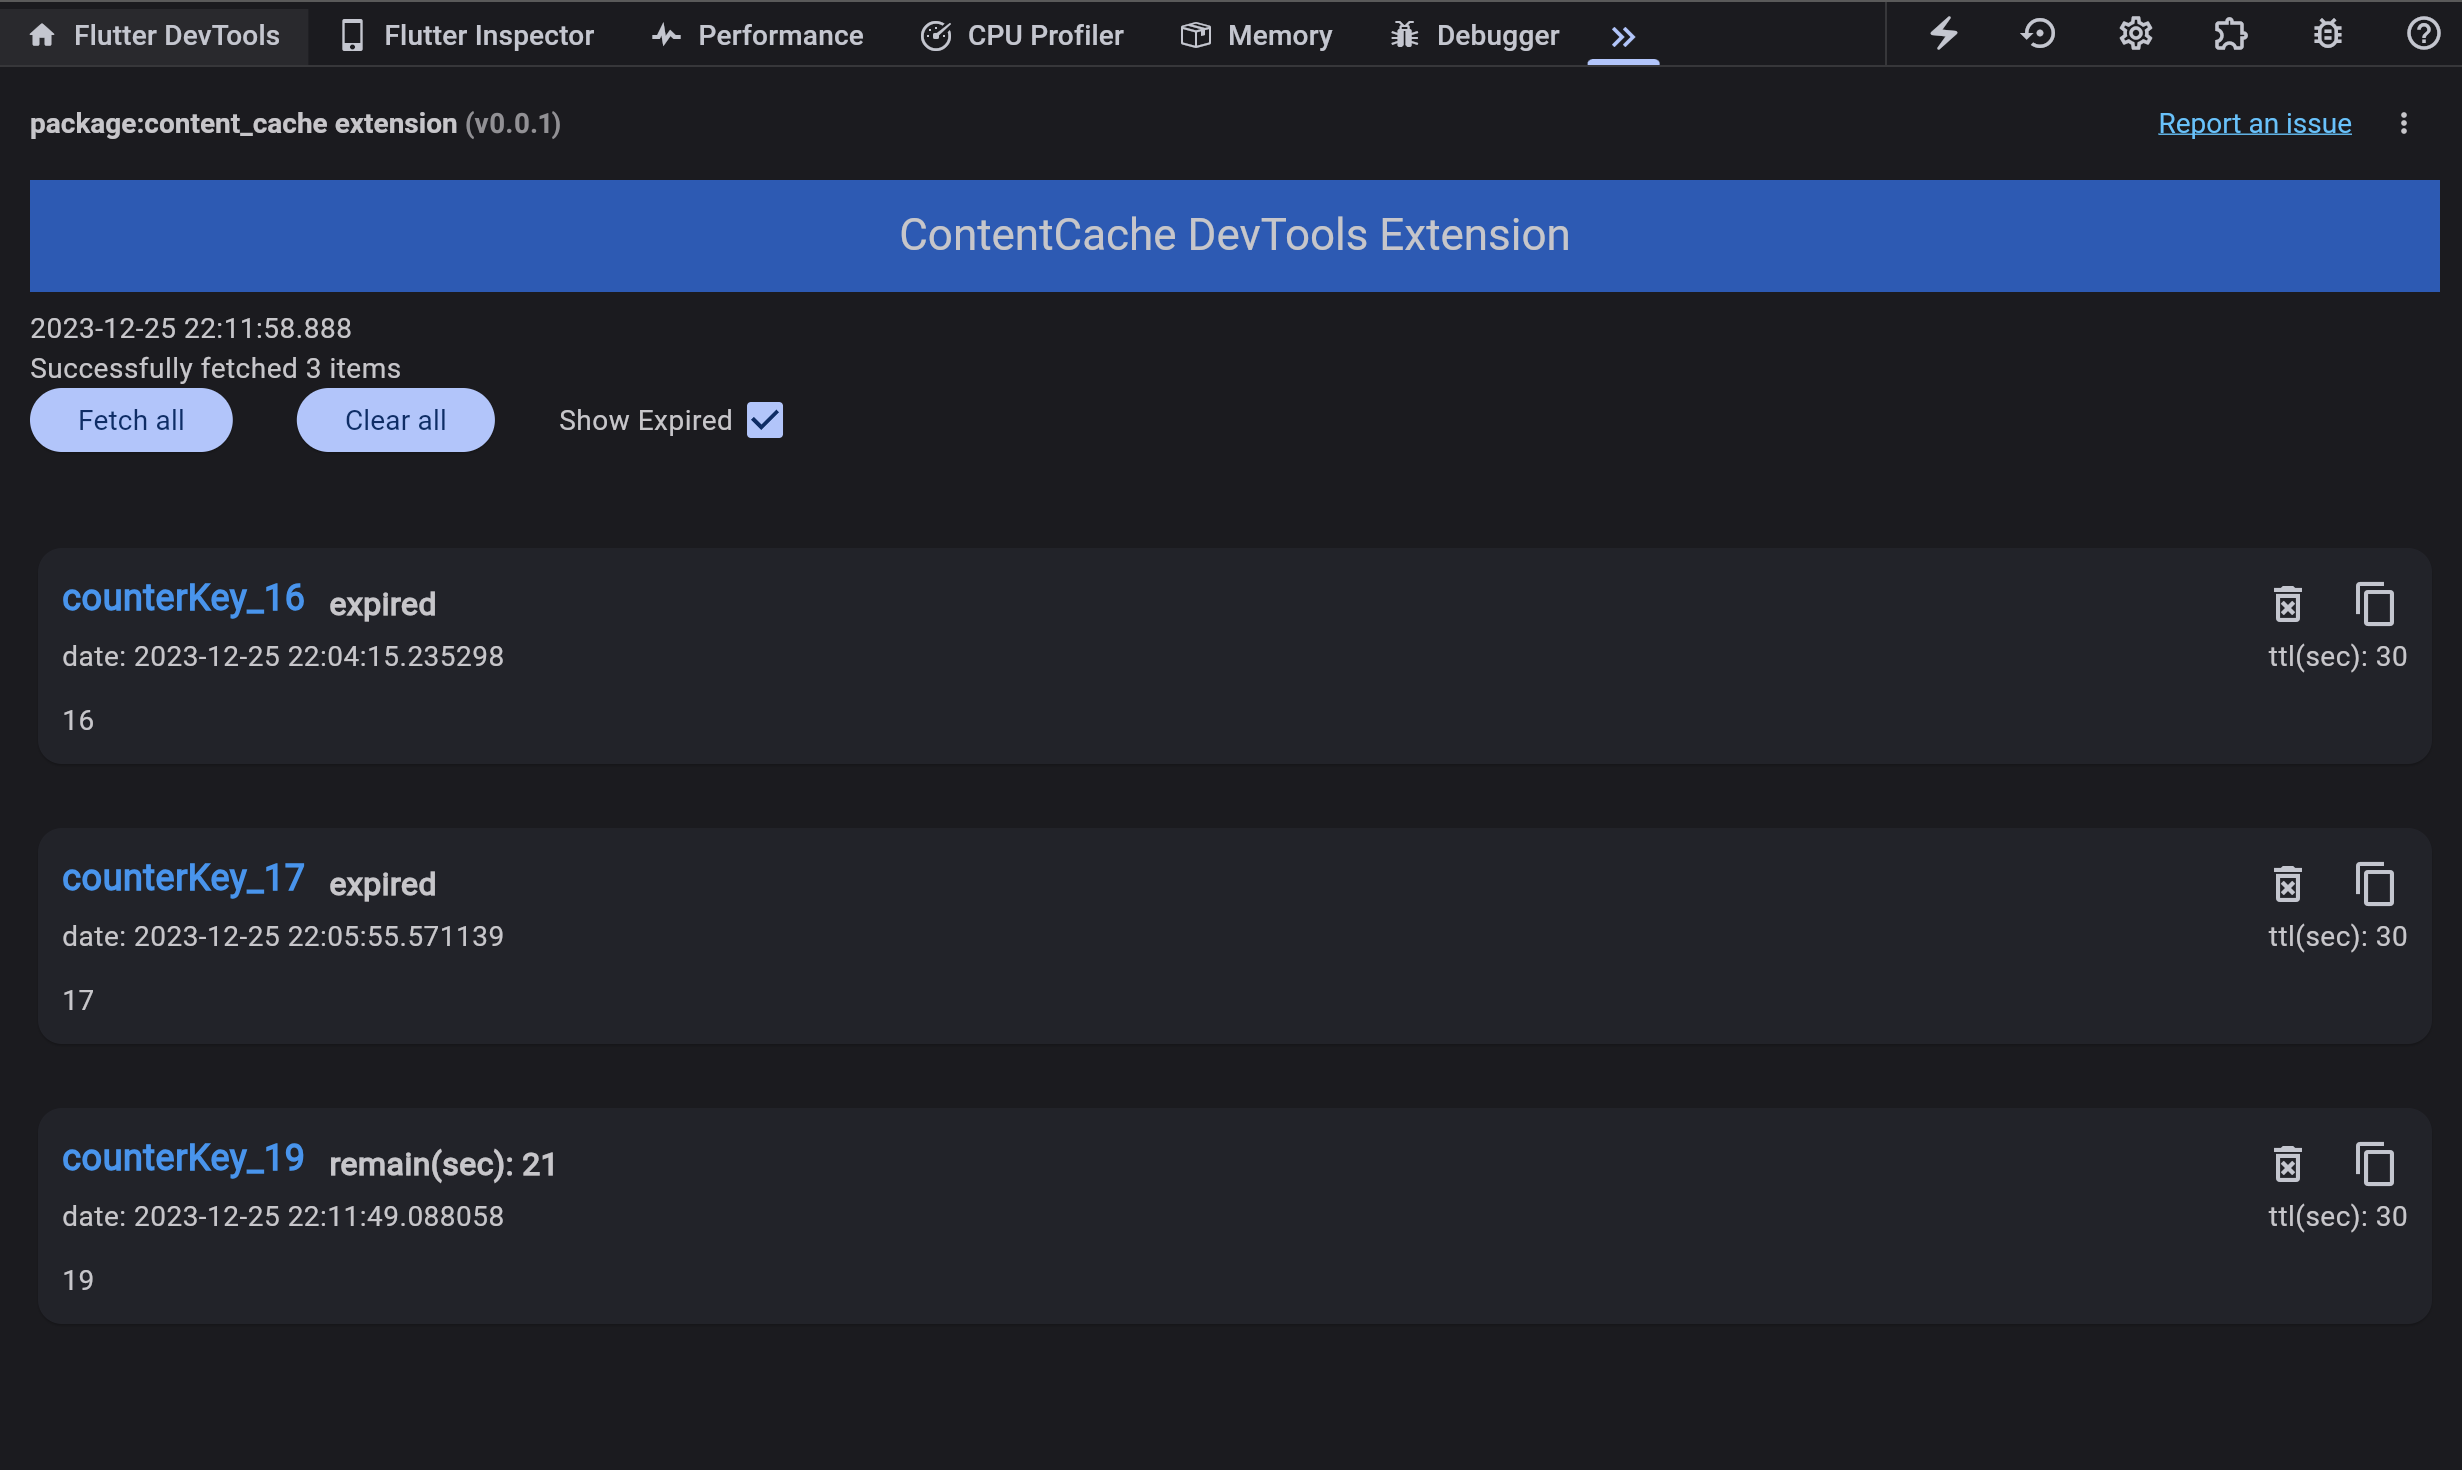 Flutter DevTools Flutter Inspector Performance CPU Profiler Memory Debugger
package:content_cache extension (v0.0.1) Report an issue
ContentCache DevTools Extension
2023-12-25 22:11:58.888
Successfully fetched 3 items
Fetch all Clear all Show Expired
counterKey_16 expired
date: 2023-12-25 22:04:15.235298 ttl(sec): 30
16
counterKey_17 expired
date: 2023-12-25 22:05:55.571139 ttl(sec): 30
17
counterKey_19 remain(sec): 21
date: 2023-12-25 22:11:49.088058 ttl(sec): 30
19